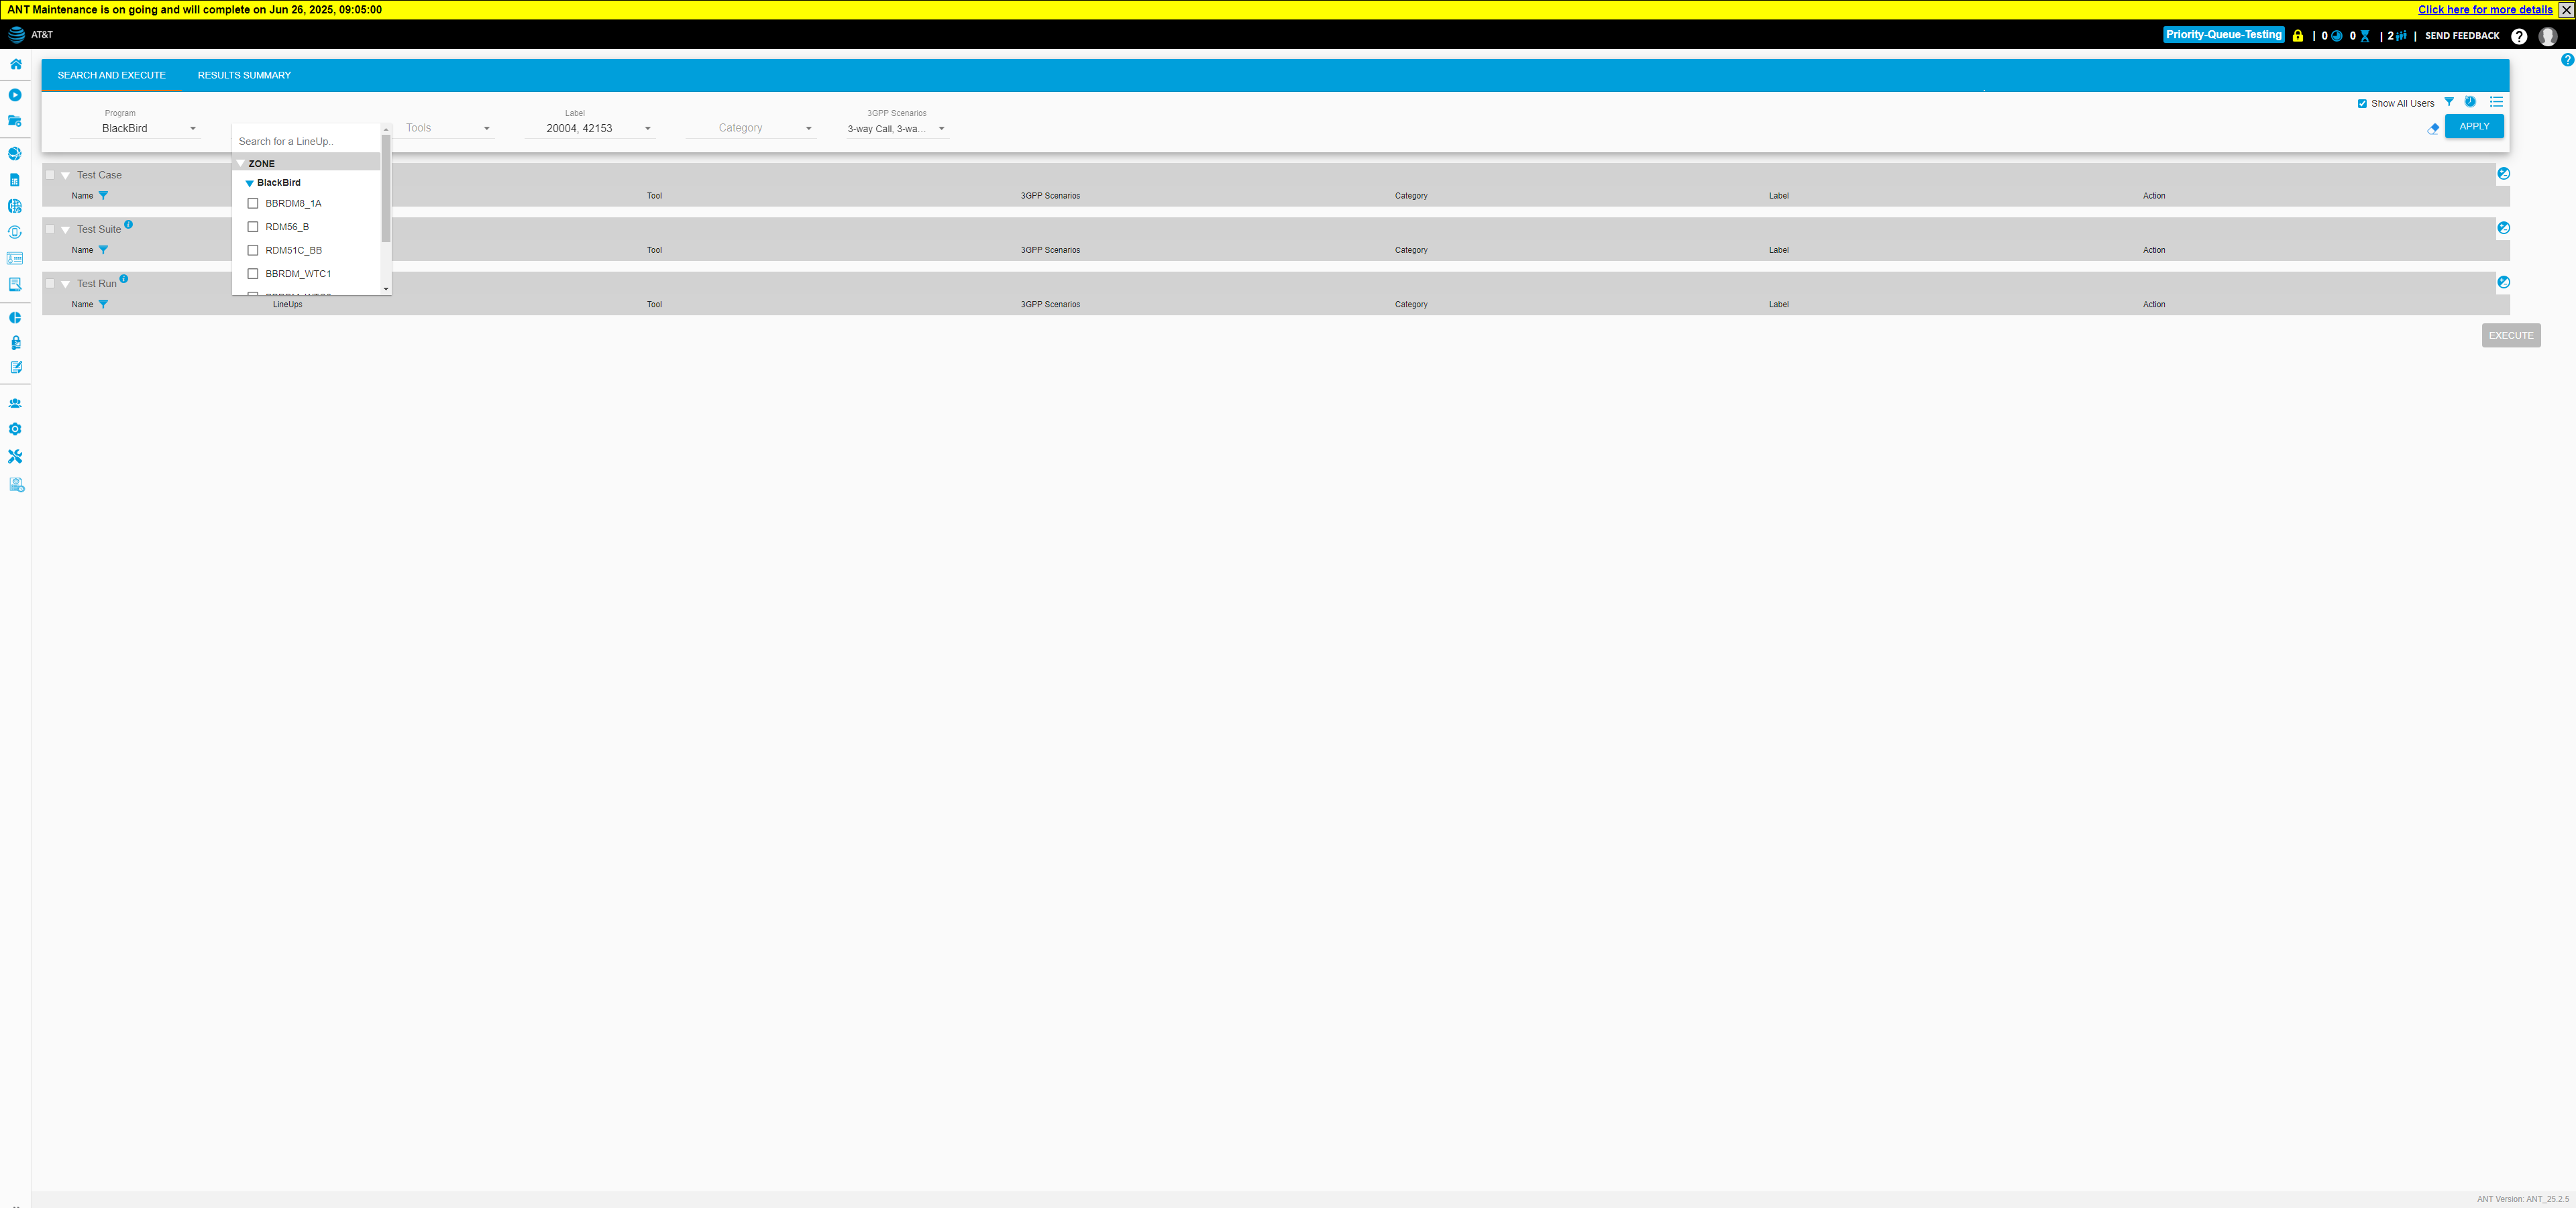 ANT Maintenance is on going and will complete on Jun 26, 2025, 09:05:00
Click here for more details
AT&T
Priority-Queue-Testing | 0 0 | 2 | SEND FEEDBACK
SEARCH AND EXECUTE RESULTS SUMMARY
Show All Users
Program
BlackBird
Tools
Label
20004, 42153
Category
3GPP Scenarios
3-way Call, 3-wa...
APPLY
Search for a LineUp..
ZONE
BlackBird
BBRDM8_1A
RDM56_B
RDM51C_BB
BBRDM_WTC1
Test Case
Name Tool 3GPP Scenarios Category Label Action
Test Suite
Name Tool 3GPP Scenarios Category Label Action
Test Run
Name LineUps Tool 3GPP Scenarios Category Label Action
EXECUTE
ANT Version: ANT_25.2.5